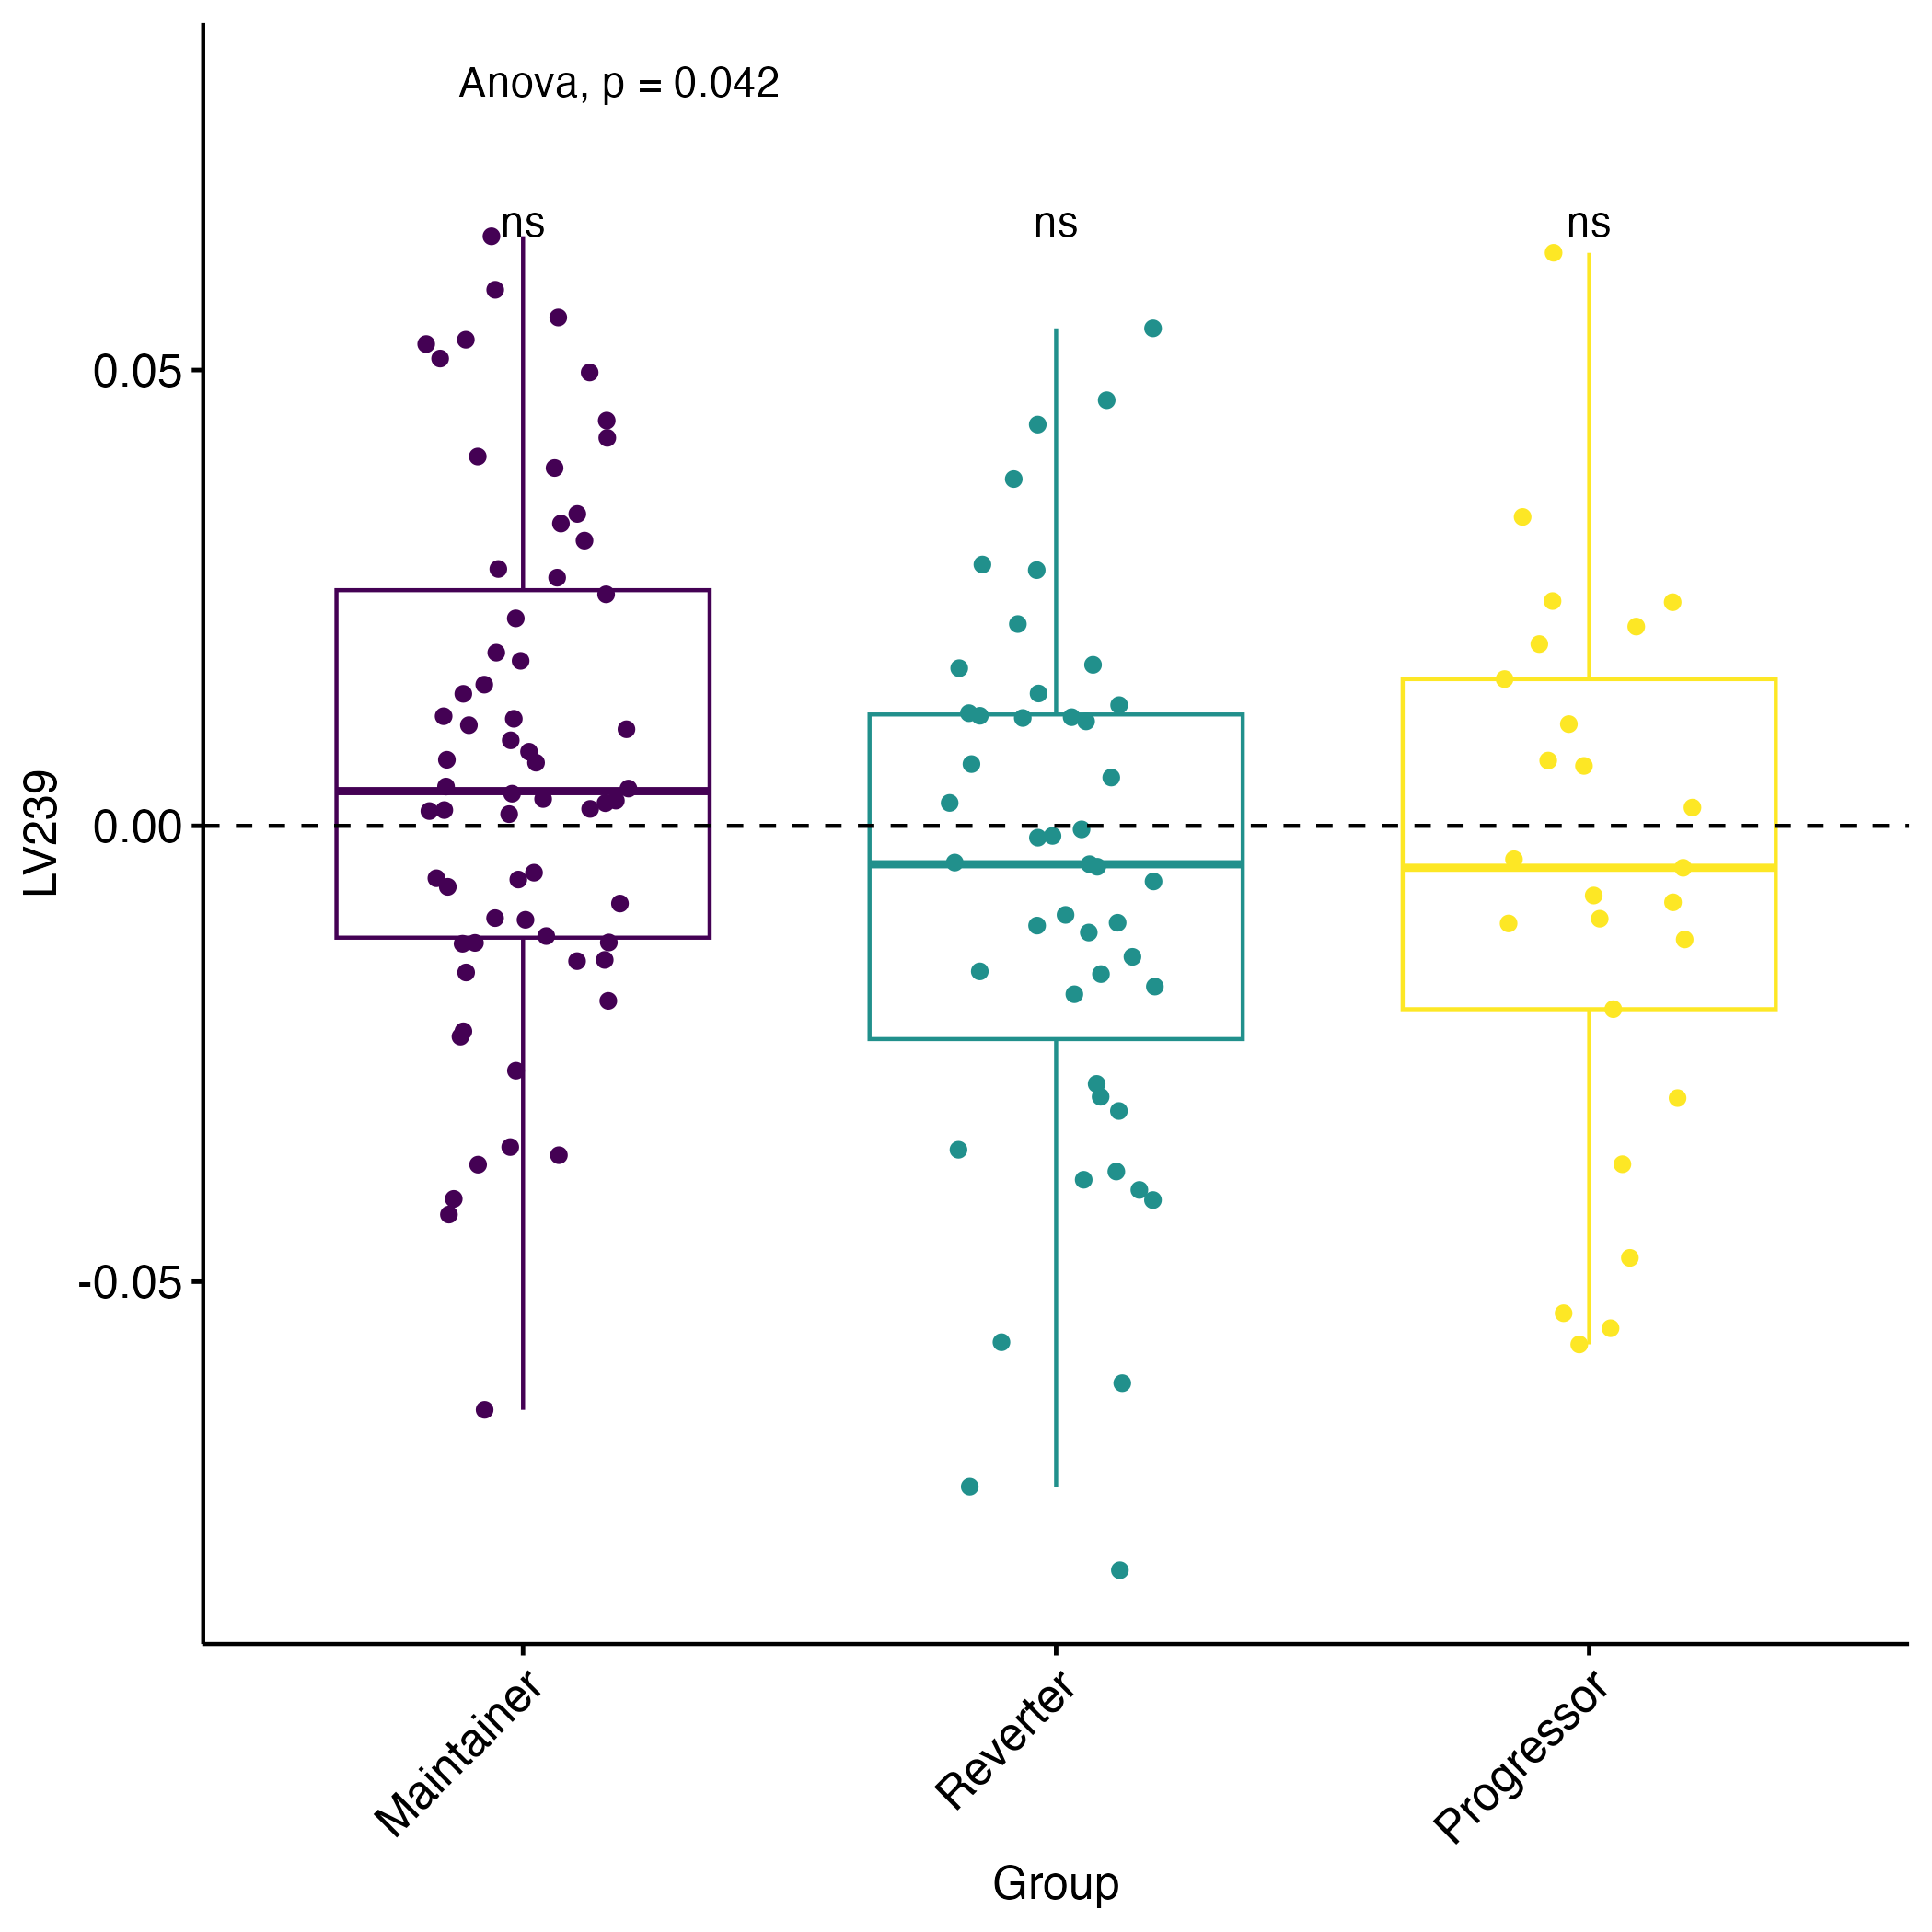 Anova, p = 0.042
ns ns ns
0.05
0.00
-0.05
LV239
Maintainer Reverter Progressor
Group